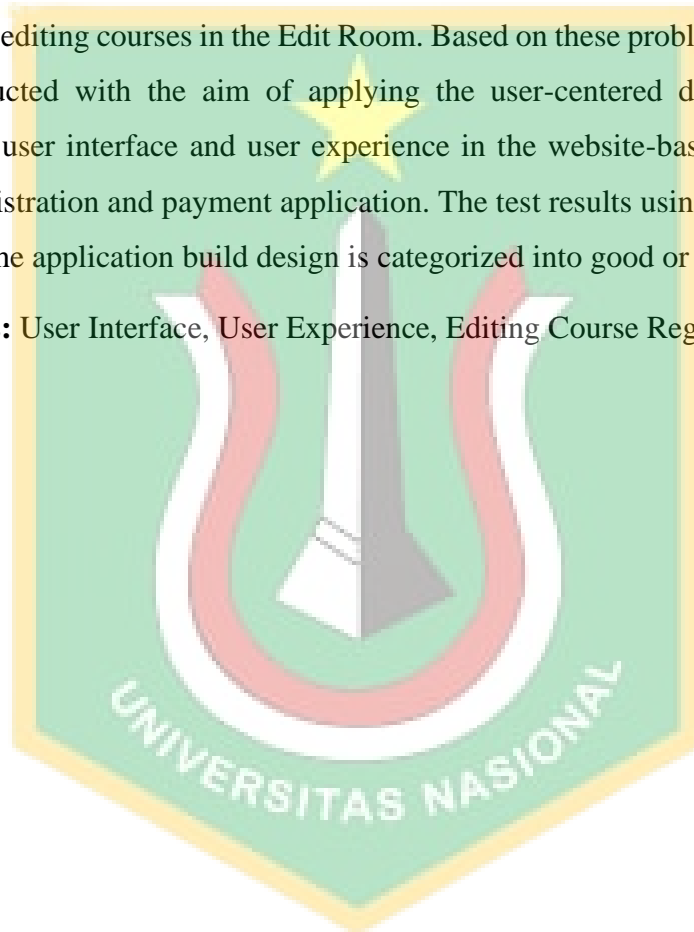 editing courses in the Edit Room. Based on these probl
ucted with the aim of applying the user-centered d
user interface and user experience in the website-bas
istration and payment application. The test results usin
he application build design is categorized into good or
: User Interface, User Experience, Editing Course Reg
UNIVERSITAS NASIONAL